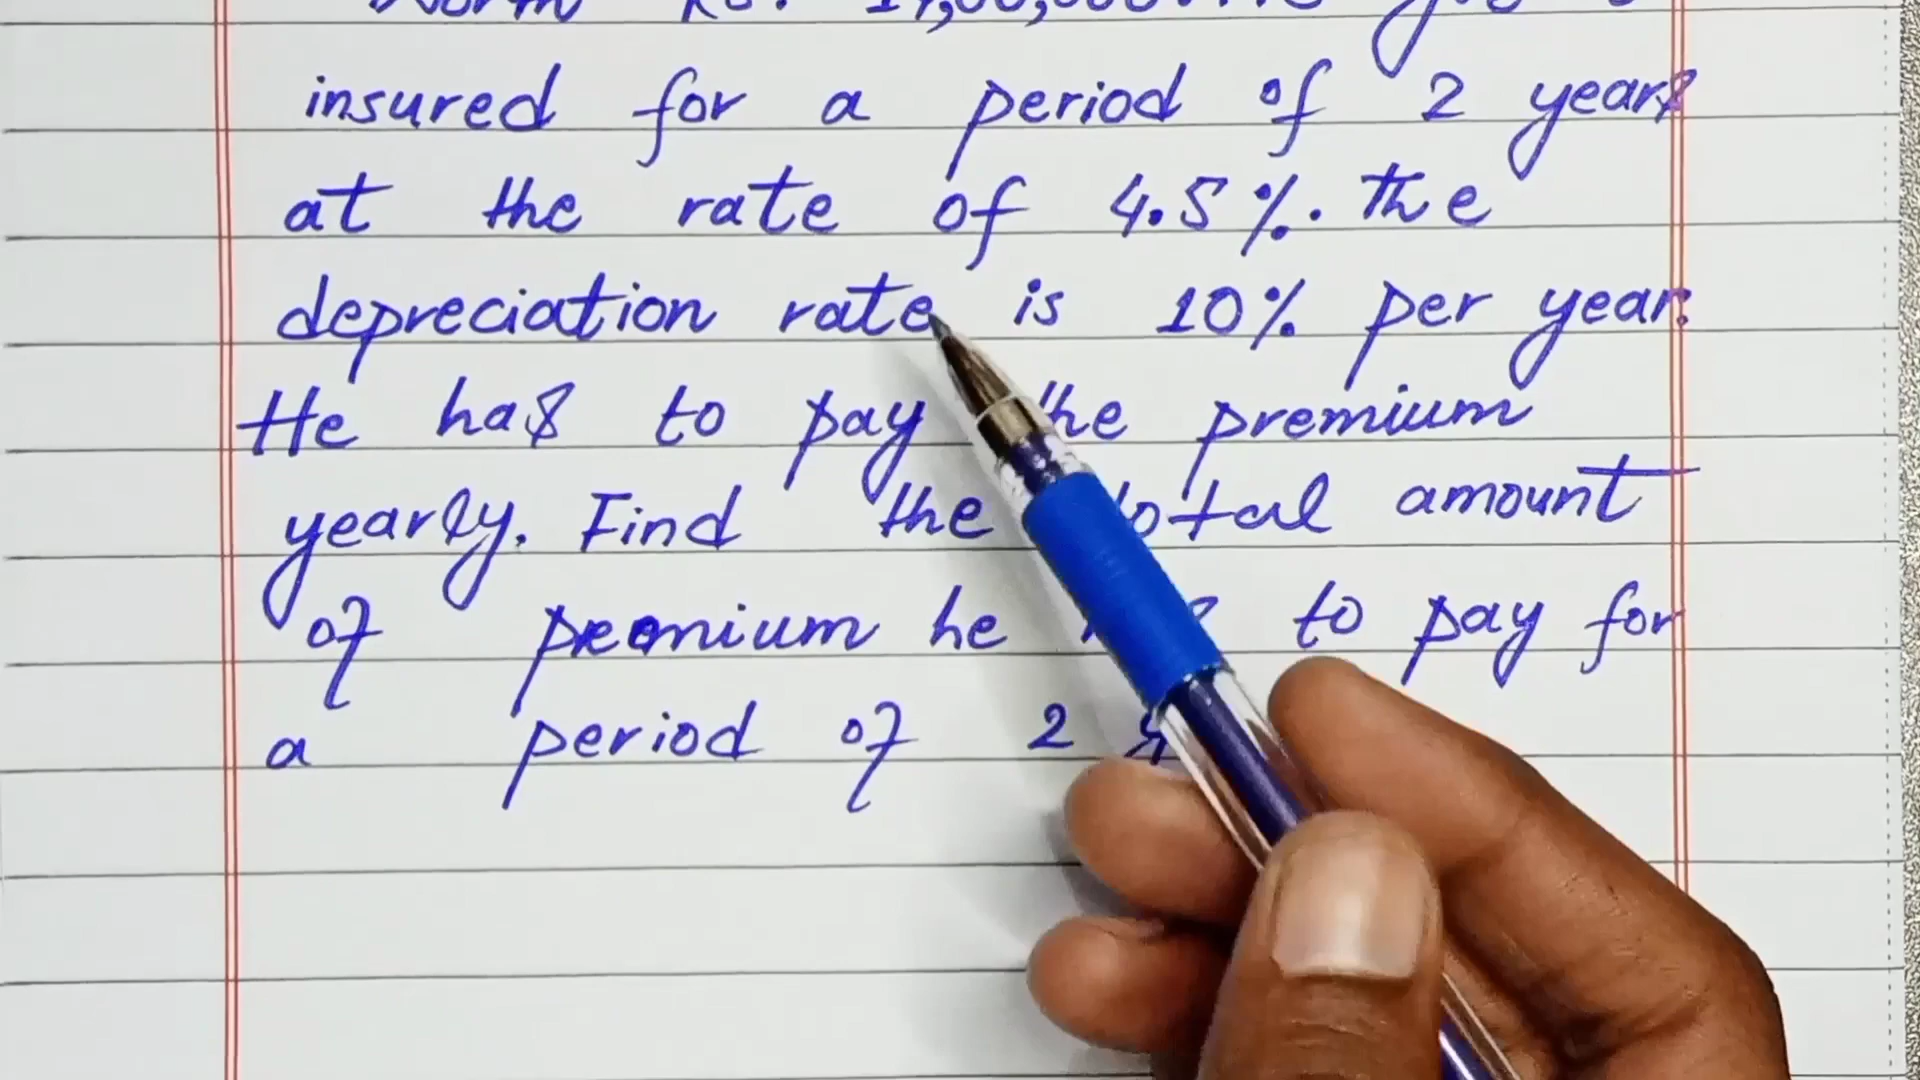 insured for a period of 2 years
at the rate of 4.5%. The
depreciation rate is 10% per year.
He has to pay the premium
yearly. Find the total amount
of premium he to pay for
a period of 2